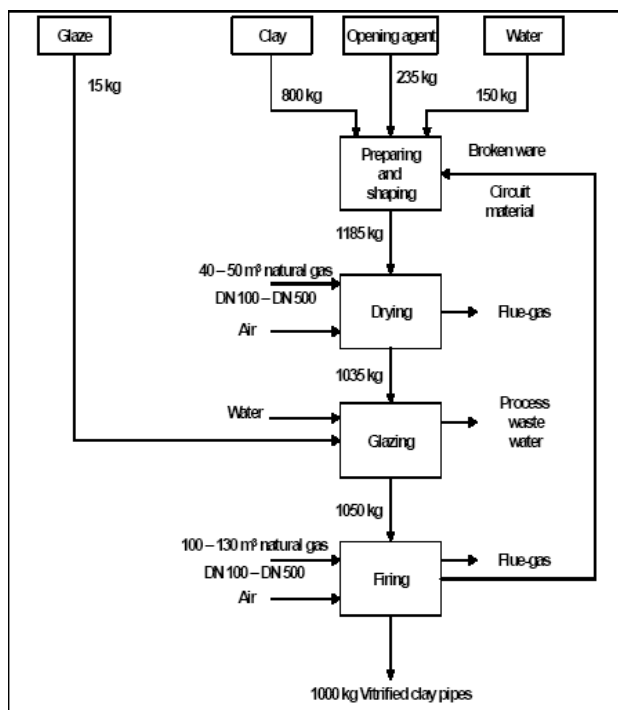 Glaze
Clay
Opening agent
Water
15 kg
800 kg
235 kg
150 kg
Preparing
and
shaping
Broken ware
Circuit
material
1185 kg
40 – 50 m³ natural gas
DN 100 – DN 500
Air
Drying
Flue-gas
1035 kg
Water
Glazing
Process
waste
water
1050 kg
100 – 130 m³ natural gas
DN 100 – DN 500
Air
Firing
Flue-gas
1000 kg Vitrified clay pipes